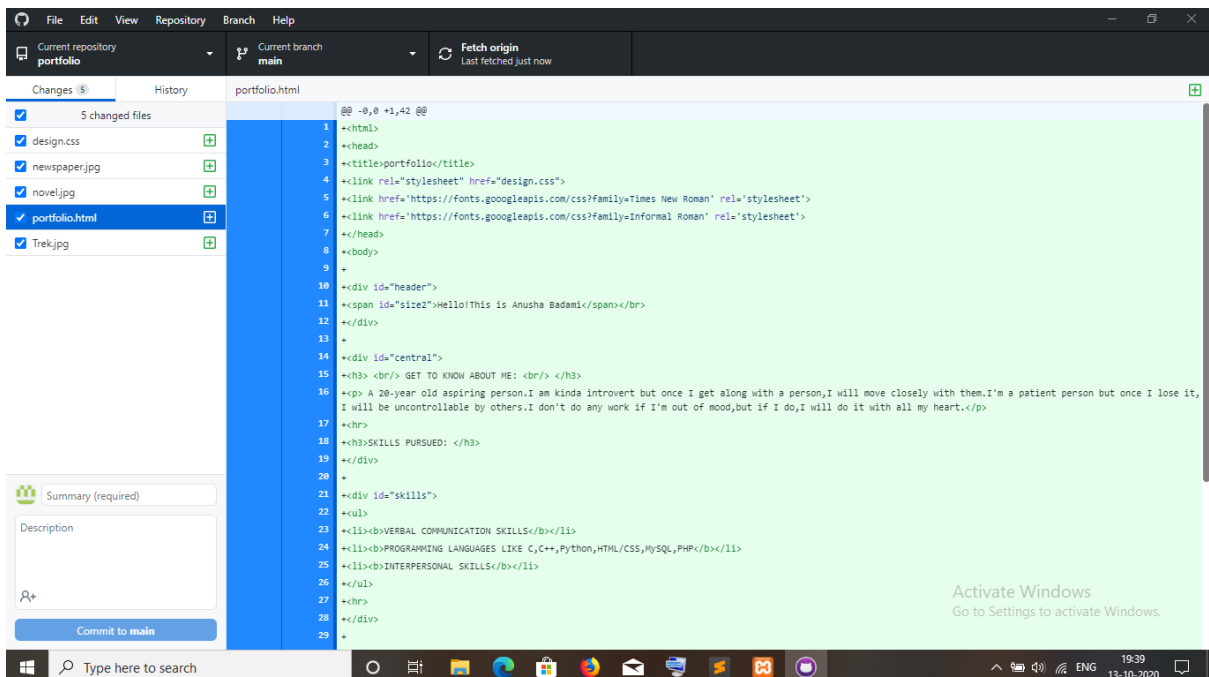 File Edit View Repository Branch Help
Current repository
portfolio
Current branch
main
Fetch origin
Last fetched just now
Changes 5 History
portfolio.html
5 changed files
design.css
newspaper.jpg
novel.jpg
portfolio.html
Trek.jpg
@@ -0,0 +1,42 @@
1 +<html>
2 +<head>
3 +<title>portfolio</title>
4 +<link rel="stylesheet" href="design.css">
5 +<link href='https://fonts.gooogleapis.com/css?family=Times New Roman' rel='stylesheet'>
6 +<link href='https://fonts.gooogleapis.com/css?family=Informal Roman' rel='stylesheet'>
7 +</head>
8 +<body>
9 +
10 +<div id="header">
11 +<span id="size2">Hello!This is Anusha Badami</span></br>
12 +</div>
13 +
14 +<div id="central">
15 +<h3> <br/> GET TO KNOW ABOUT ME: <br/> </h3>
16 +<p> A 20-year old aspiring person.I am kinda introvert but once I get along with a person,I will move closely with them.I'm a patient person but once I lose it,
I will be uncontrollable by others.I don't do any work if I'm out of mood,but if I do,I will do it with all my heart.</p>
17 +<hr>
18 +<h3>SKILLS PURSUED: </h3>
19 +</div>
20 +
21 +<div id="skills">
22 +<ul>
23 +<li><b>VERBAL COMMUNICATION SKILLS</b></li>
24 +<li><b>PROGRAMMING LANGUAGES LIKE C,C++,Python,HTML/CSS,MySQL,PHP</b></li>
25 +<li><b>INTERPERSONAL SKILLS</b></li>
26 +</ul>
27 +<hr>
28 +</div>
29 +
Summary (required)
Description
Commit to main
Activate Windows
Go to Settings to activate Windows.
Type here to search
ENG
19:39
13-10-2020